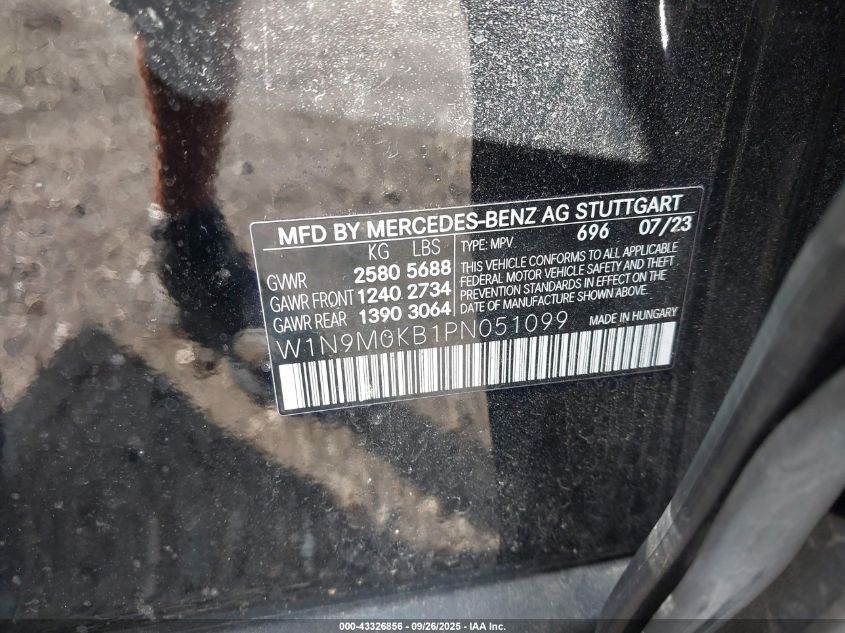 MFD BY MERCEDES-BENZ AG STUTTGART
KG LBS TYPE: MPV 696 07/23
GVWR 2580 5688
GAWR FRONT 1240 2734
GAWR REAR 1390 3064
THIS VEHICLE CONFORMS TO ALL APPLICABLE
FEDERAL MOTOR VEHICLE SAFETY AND THEFT
PREVENTION STANDARDS IN EFFECT ON THE
DATE OF MANUFACTURE SHOWN ABOVE.
W1N9M0KB1PN051099 MADE IN HUNGARY
000-43326856 - 09/26/2025 - IAA Inc.